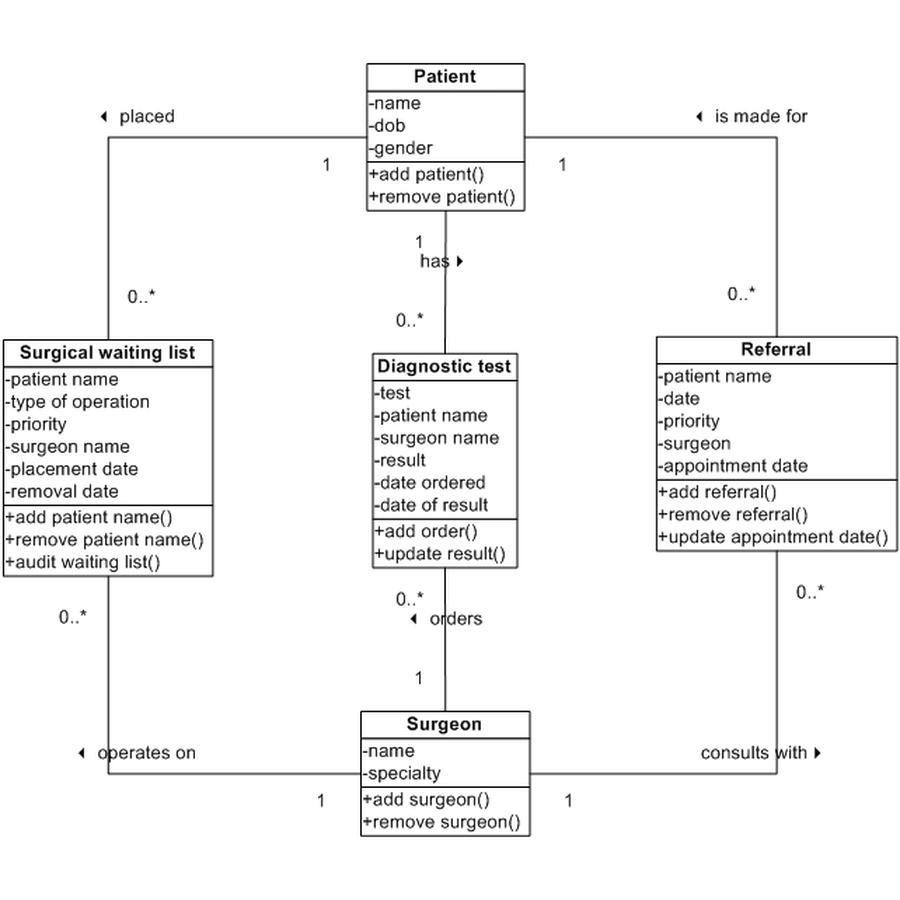 Patient
-name
-dob
-gender
+add patient()
+remove patient()
◄ placed
◄ is made for
1
1
1
has ►
0..*
0..*
0..*
Surgical waiting list
-patient name
-type of operation
-priority
-surgeon name
-placement date
-removal date
+add patient name()
+remove patient name()
+audit waiting list()
Diagnostic test
-test
-patient name
-surgeon name
-result
-date ordered
-date of result
+add order()
+update result()
Referral
-patient name
-date
-priority
-surgeon
-appointment date
+add referral()
+remove referral()
+update appointment date()
0..*
0..*
0..*
◄ orders
1
◄ operates on
consults with ►
1
1
Surgeon
-name
-specialty
+add surgeon()
+remove surgeon()